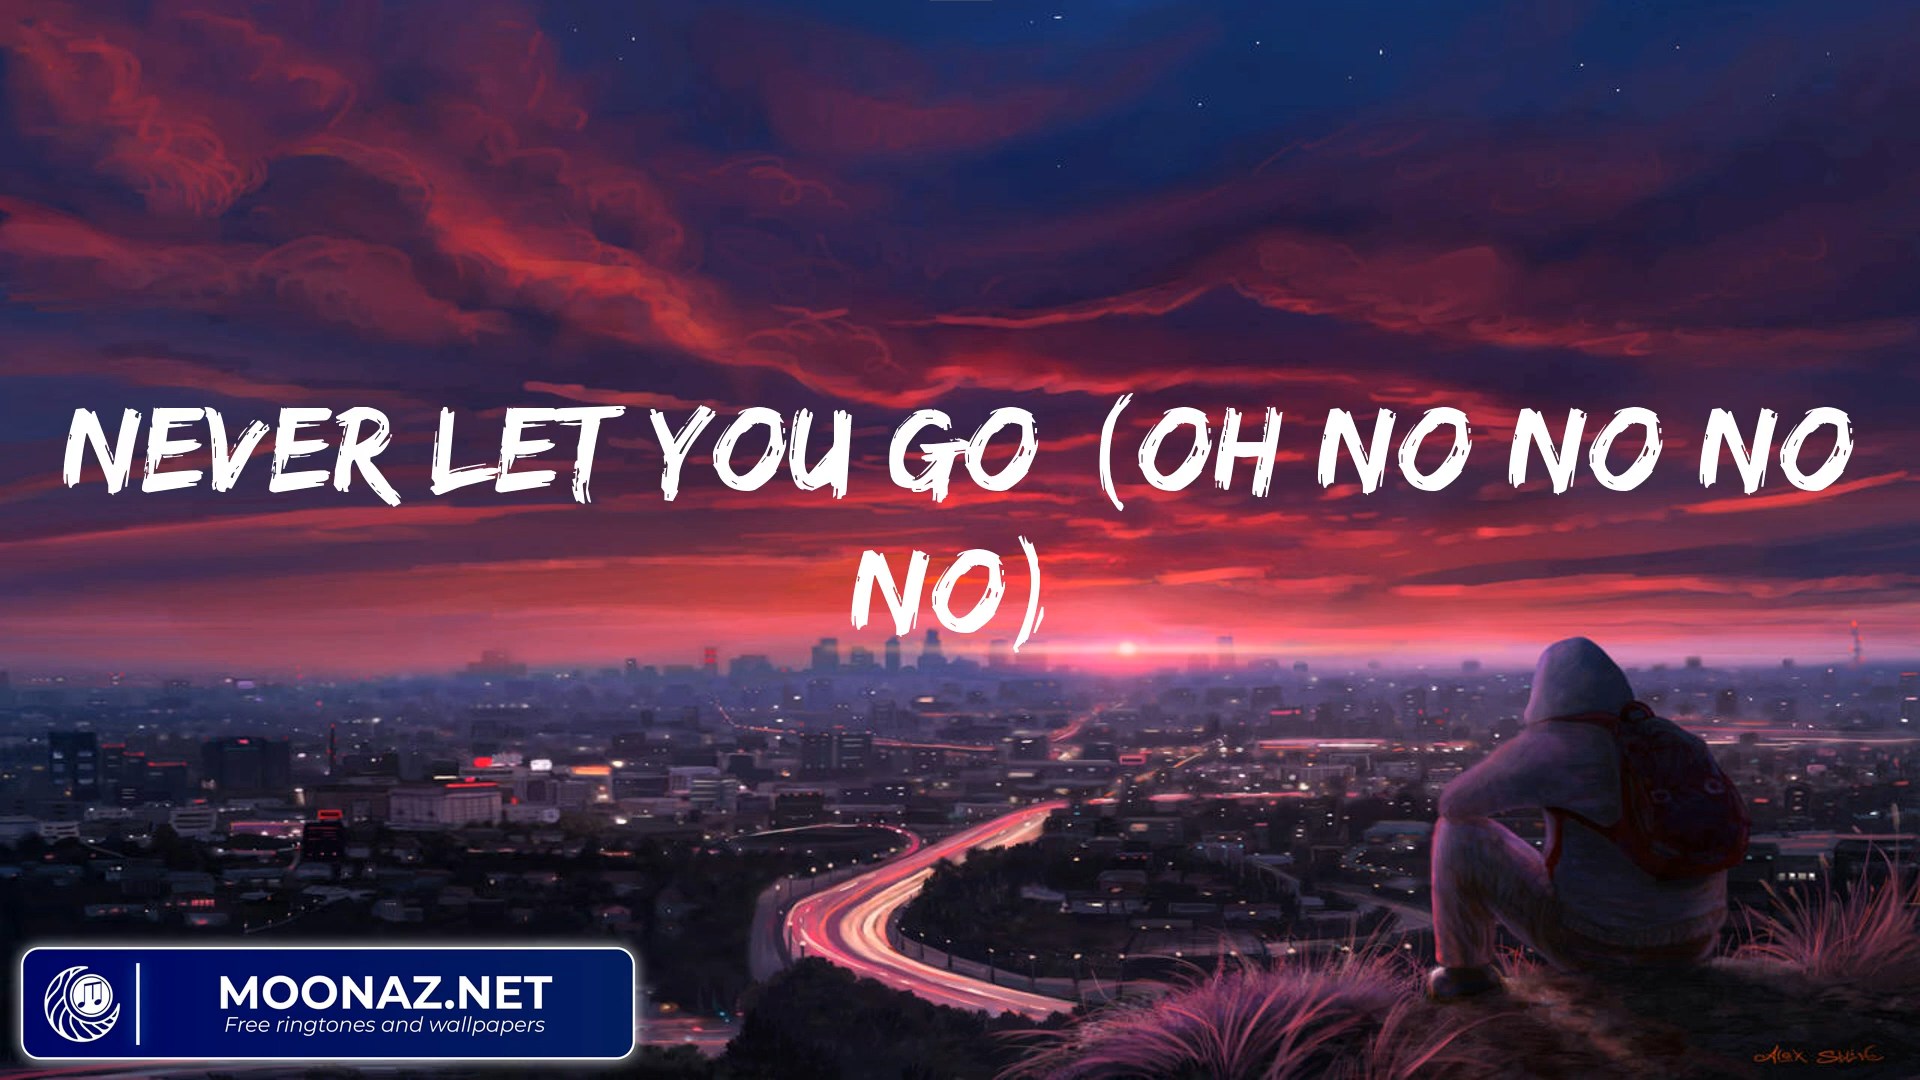 NEVER LET YOU GO (OH NO NO NO
NO)
MOONAZ.NET
Free ringtones and wallpapers